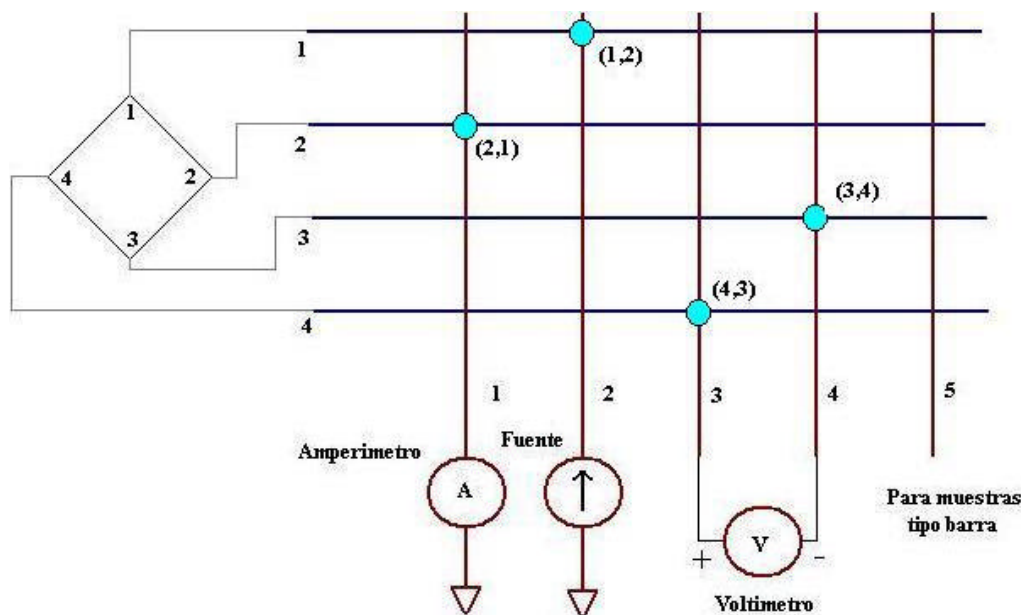 1
(1,2)
1
2
(2,1)
4
2
(3,4)
3
3
(4,3)
4
1
2
3
4
5
Amperimetro
Fuente
A
Para muestras
tipo barra
+
V
-
Voltimetro